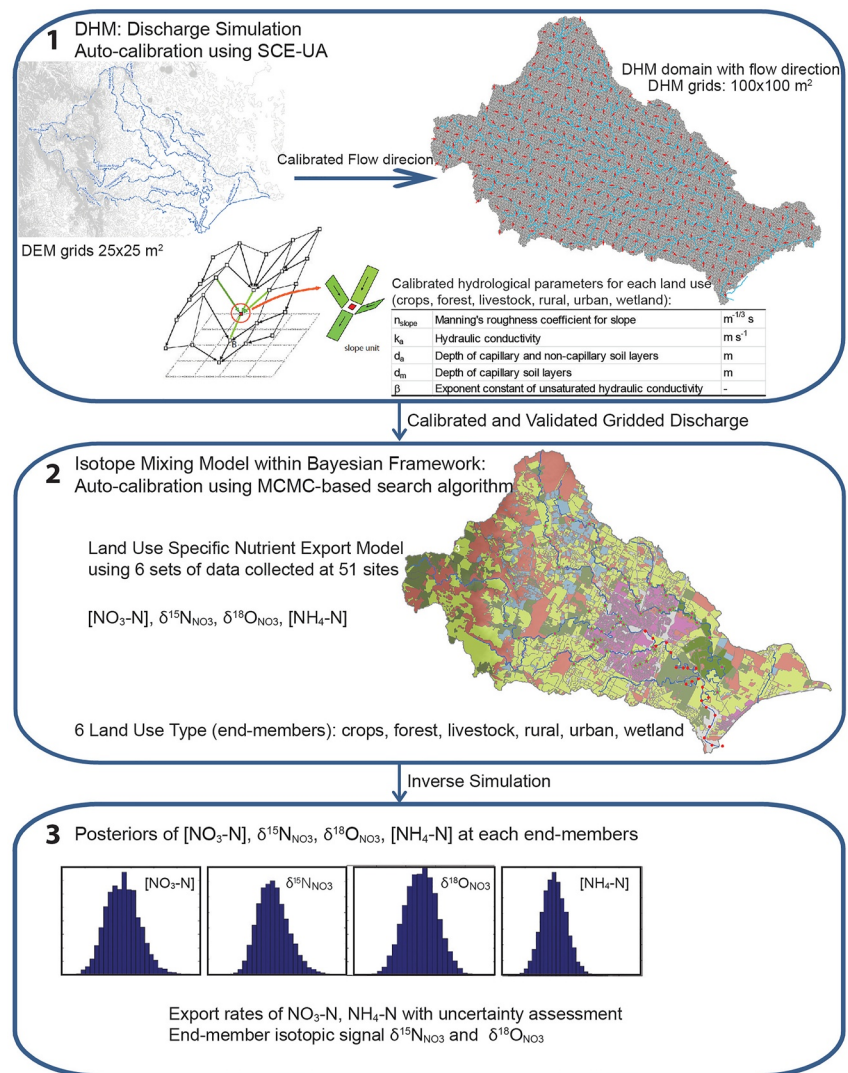 1 DHM: Discharge Simulation
Auto-calibration using SCE-UA
DHM domain with flow direction
DHM grids: 100x100 m²
Calibrated Flow direcion
DEM grids 25x25 m²
slope unit
Calibrated hydrological parameters for each land use
(crops, forest, livestock, rural, urban, wetland):
nslope Manning's roughness coefficient for slope m⁻¹/³ s
ka Hydraulic conductivity m s⁻¹
da Depth of capillary and non-capillary soil layers m
dm Depth of capillary soil layers m
β Exponent constant of unsaturated hydraulic conductivity -
Calibrated and Validated Gridded Discharge
2 Isotope Mixing Model within Bayesian Framework:
Auto-calibration using MCMC-based search algorithm
Land Use Specific Nutrient Export Model
using 6 sets of data collected at 51 sites
[NO₃-N], δ¹⁵NNO3, δ¹⁸ONO3, [NH₄-N]
6 Land Use Type (end-members): crops, forest, livestock, rural, urban, wetland
Inverse Simulation
3 Posteriors of [NO₃-N], δ¹⁵NNO3, δ¹⁸ONO3, [NH₄-N] at each end-members
[NO₃-N] δ¹⁵NNO3 δ¹⁸ONO3 [NH₄-N]
Export rates of NO₃-N, NH₄-N with uncertainty assessment
End-member isotopic signal δ¹⁵NNO3 and δ¹⁸ONO3